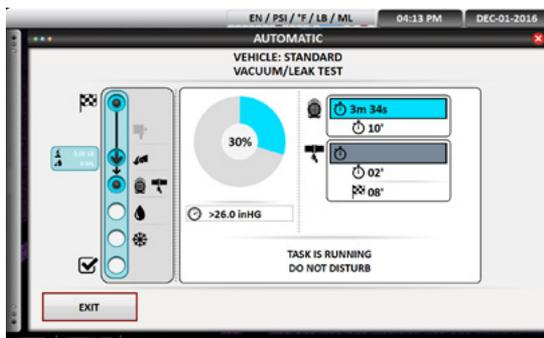 EN / PSI / °F / LB / ML 04:13 PM DEC-01-2016
AUTOMATIC
VEHICLE: STANDARD
VACUUM/LEAK TEST
3m 34s
10'
30%
02'
08'
>26.0 inHG
TASK IS RUNNING
DO NOT DISTURB
EXIT